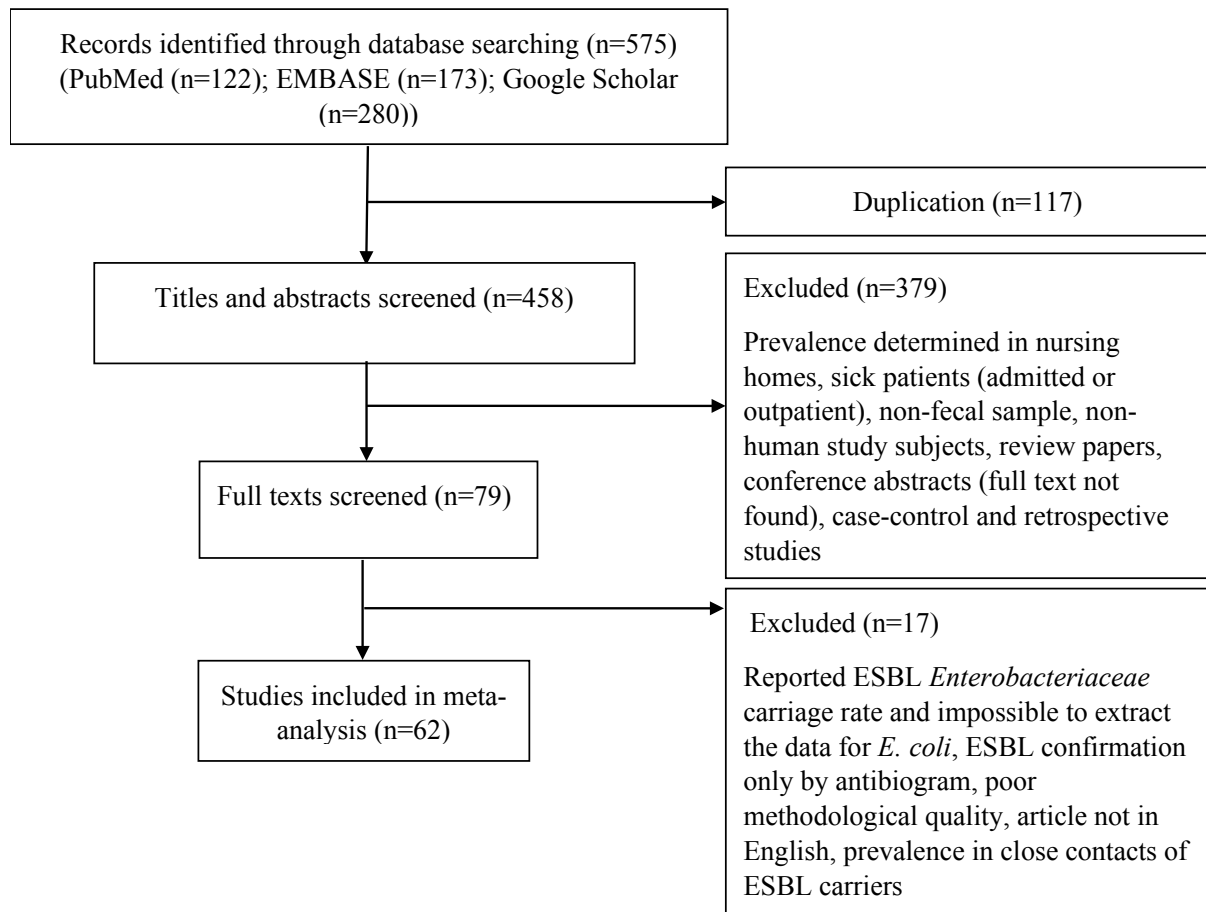 Records identified through database searching (n=575)
(PubMed (n=122); EMBASE (n=173); Google Scholar
(n=280))
Duplication (n=117)
Titles and abstracts screened (n=458)
Excluded (n=379)
Prevalence determined in nursing
homes, sick patients (admitted or
outpatient), non-fecal sample, non-
human study subjects, review papers,
conference abstracts (full text not
found), case-control and retrospective
studies
Full texts screened (n=79)
Excluded (n=17)
Reported ESBL Enterobacteriaceae
carriage rate and impossible to extract
the data for E. coli, ESBL confirmation
only by antibiogram, poor
methodological quality, article not in
English, prevalence in close contacts of
ESBL carriers
Studies included in meta-
analysis (n=62)